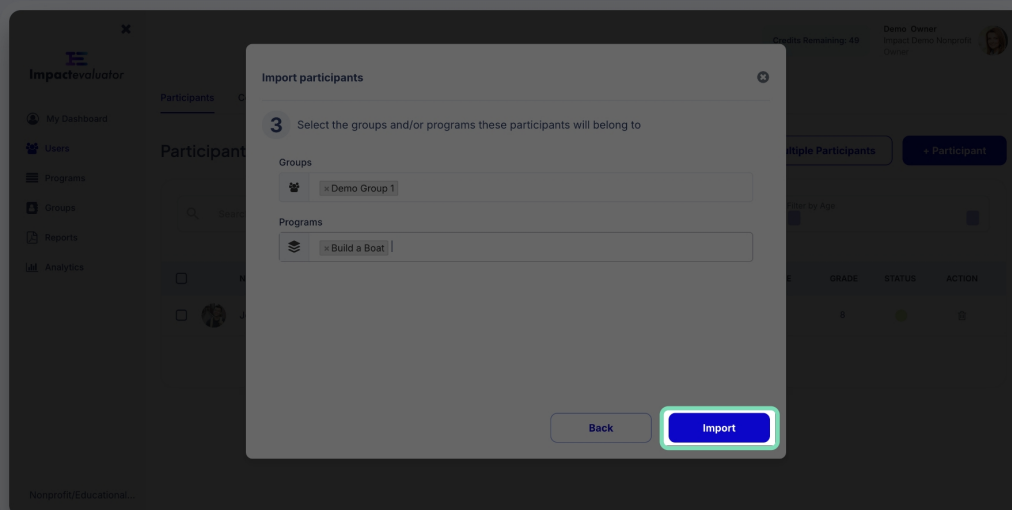 Credits Remaining: 49
Demo Owner
Impact Demo Nonprofit
Owner
Impactevaluator
My Dashboard
Users
Programs
Groups
Reports
Analytics
Nonprofit/Educational...
Participants
Participant
ultiple Participants
+ Participant
Filter by Age
GRADE
STATUS
ACTION
Import participants
3 Select the groups and/or programs these participants will belong to
Groups
× Demo Group 1
Programs
× Build a Boat
Back
Import